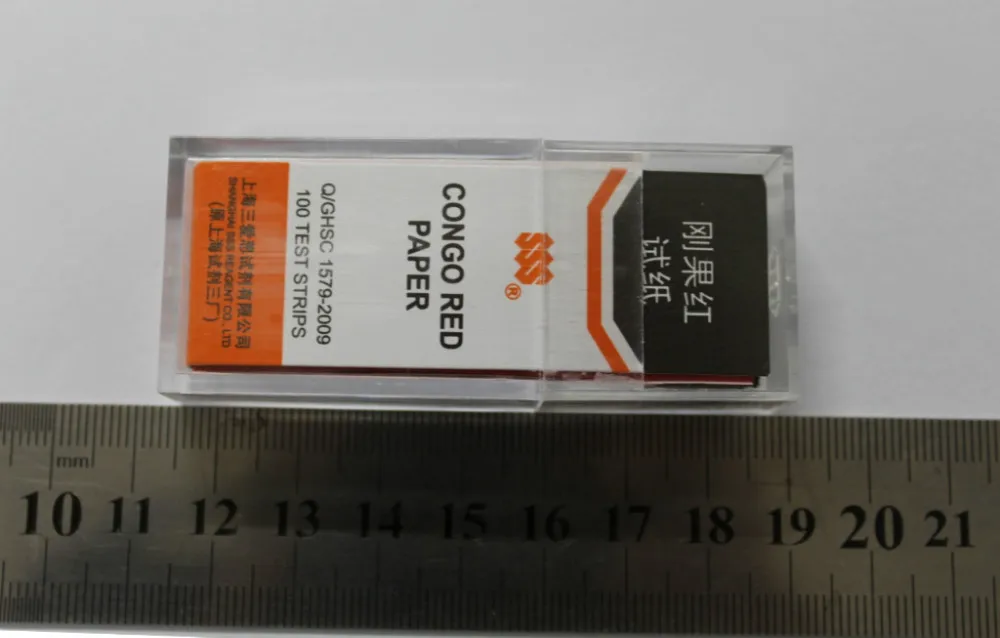 刚果红
试纸
SSS®
CONGO RED
PAPER
Q/GHSC 1579-2009
100 TEST STRIPS
上海三爱思试剂有限公司
SHANGHAI SSS REAGENT CO., LTD
(原上海试剂三厂)
mm
10 11 12 13 14 15 16 17 18 19 20 21